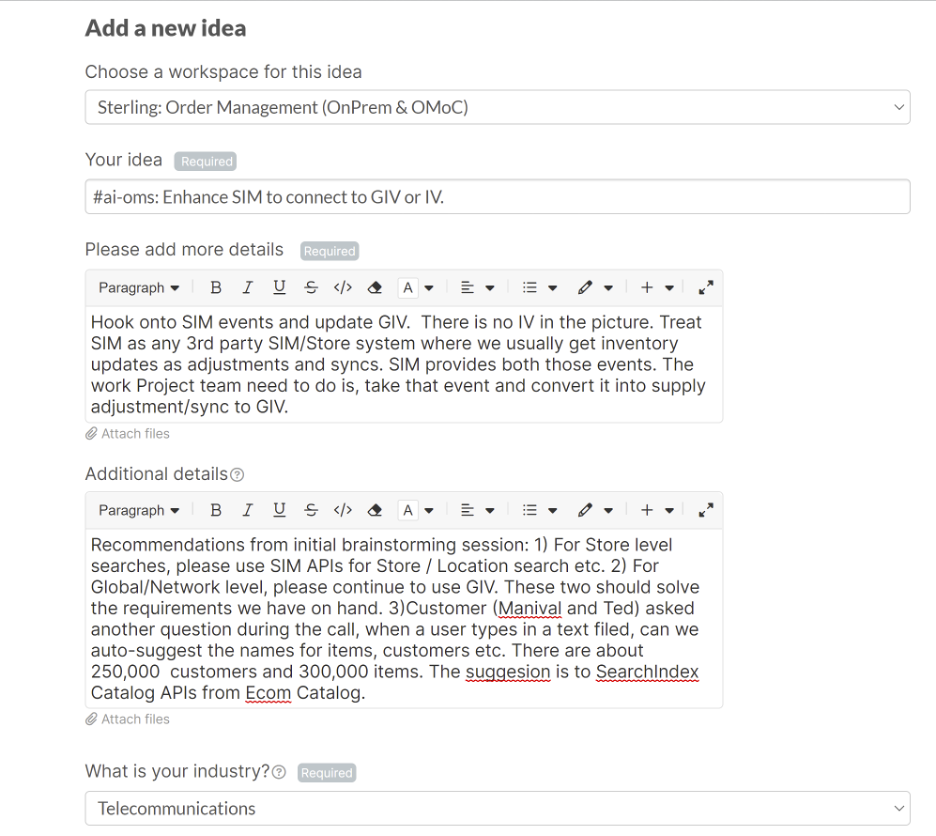 Add a new idea
Choose a workspace for this idea
Sterling: Order Management (OnPrem & OMoC)
Your idea Required
#ai-oms: Enhance SIM to connect to GIV or IV.
Please add more details Required
Paragraph B I U S </> A
Hook onto SIM events and update GIV.  There is no IV in the picture. Treat
SIM as any 3rd party SIM/Store system where we usually get inventory
updates as adjustments and syncs. SIM provides both those events. The
work Project team need to do is, take that event and convert it into supply
adjustment/sync to GIV.
Attach files
Additional details?
Paragraph B I U S </> A
Recommendations from initial brainstorming session: 1) For Store level
searches, please use SIM APIs for Store / Location search etc. 2) For
Global/Network level, please continue to use GIV. These two should solve
the requirements we have on hand. 3)Customer (Manival and Ted) asked
another question during the call, when a user types in a text filed, can we
auto-suggest the names for items, customers etc. There are about
250,000  customers and 300,000 items. The suggesion is to SearchIndex
Catalog APIs from Ecom Catalog.
Attach files
What is your industry?? Required
Telecommunications